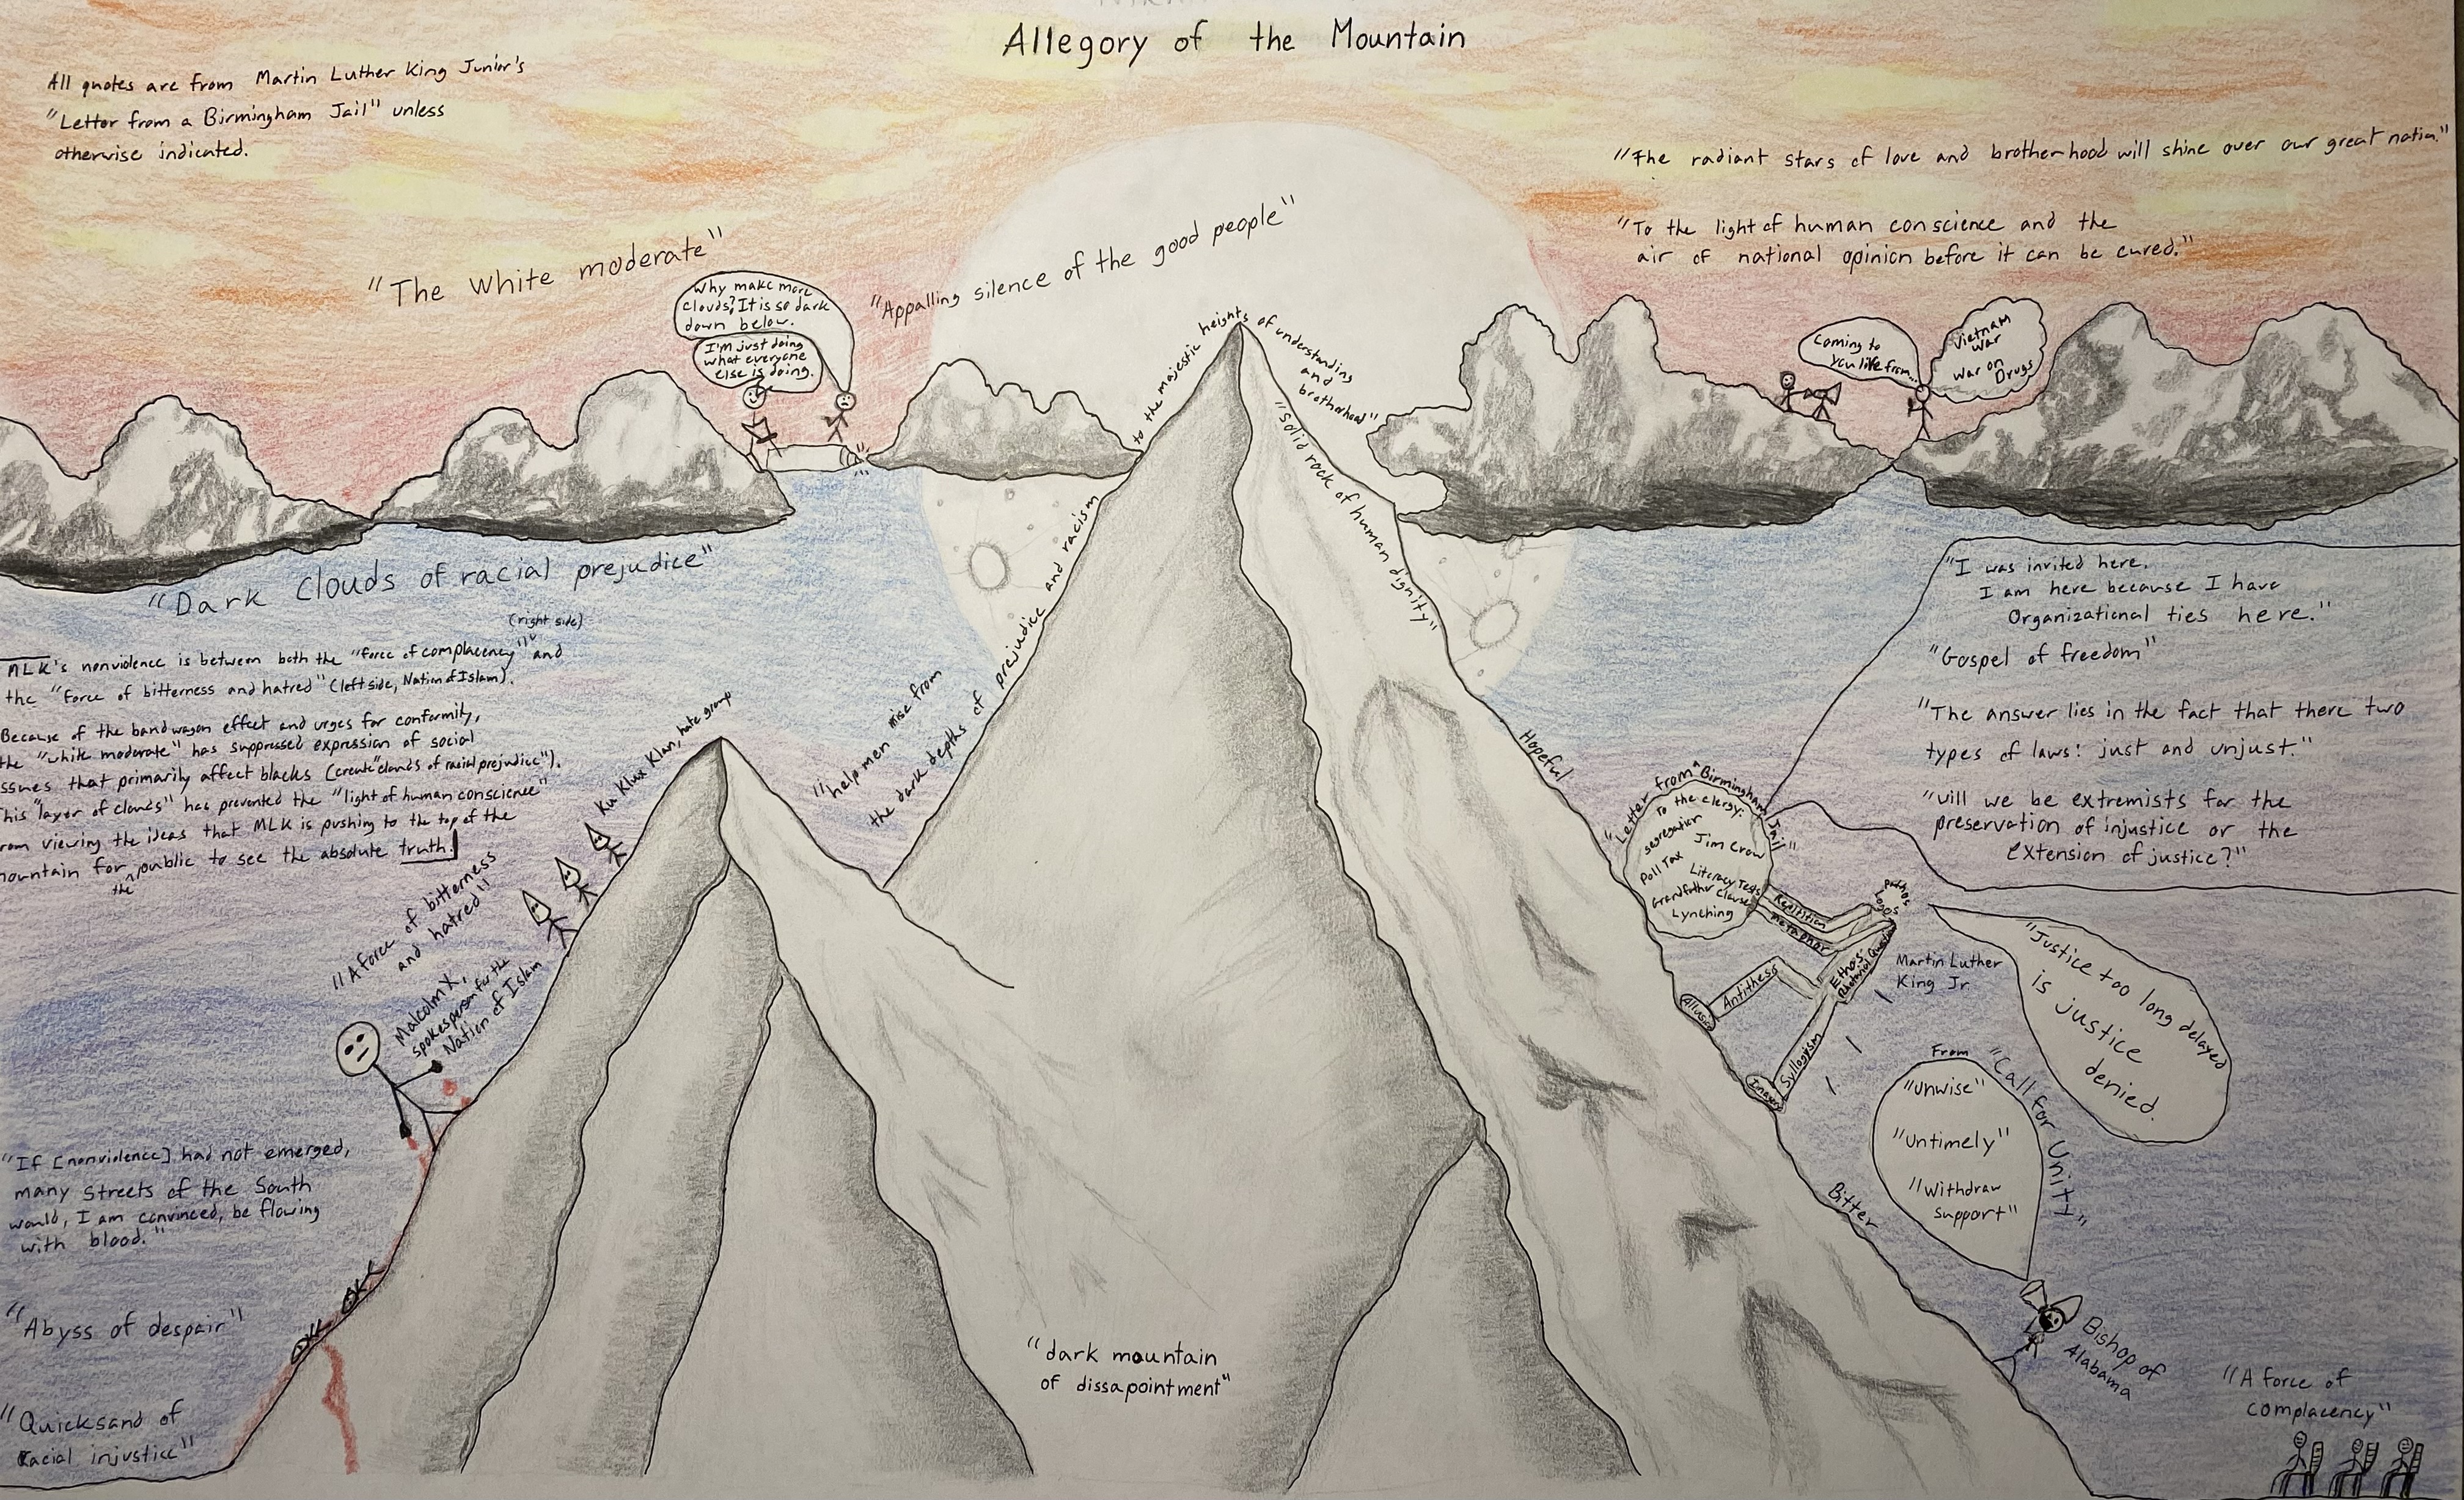 Allegory of the Mountain
All quotes are from Martin Luther King Junior's
"Letter from a Birmingham Jail" unless
otherwise indicated.
"The radiant stars of love and brotherhood will shine over our great nation."
"To the light of human conscience and the
air of national opinion before it can be cured."
"The White moderate"
"Appalling silence of the good people"
Why make more
clouds? It is so dark
down below.
I'm just doing
what everyone
else is doing.
Coming to
you life from...
Vietnam
War
War on
Drugs
"help men rise from
the dark depths of prejudice and racism
to the majestic heights of understanding
and
brotherhood"
"Solid rock of human dignity"
"Dark clouds of racial prejudice"
(right side)
MLK's nonviolence is between both the "force of complacency" and
the "force of bitterness and hatred" (left side, Nation of Islam).
Because of the bandwagon effect and urges for conformity,
the "white moderate" has suppressed expression of social
ssues that primarily affect blacks (create "clouds of racial prejudice").
his "layer of clouds" has prevented the "light of human conscience"
rom viewing the ideas that MLK is pushing to the top of the
mountain for the public to see the absolute truth!
Ku Klux Klan, hate group
"A force of bitterness
and hatred"
Malcolm X,
spokesperson for the
Nation of Islam
"If [nonviolence] had not emerged,
many streets of the South
would, I am convinced, be flowing
with blood."
"Abyss of despair"
"Quicksand of
racial injustice"
"dark mountain
of dissapointment"
Hopeful
"Letter from a Birmingham Jail"
To the clergy:
segregation
Jim Crow
Poll Tax
Literacy Tests
Grandfather Clause
Lynching
"I was invited here.
I am here because I have
Organizational ties here."
"Gospel of freedom"
"The answer lies in the fact that there two
types of laws: just and unjust."
"will we be extremists for the
preservation of injustice or the
extension of justice?"
Repitition
metaphor
Pathos
Logos
Ethos
Rhetorical Question
Antithesis
Allusion
Syllogism
Imagery
Martin Luther
King Jr
"Justice too long delayed
is justice
denied.
From "Call for Unity"
"Unwise"
"Untimely"
"Withdraw
support"
Bitter
Bishop of
Alabama
"A force of
complacency"